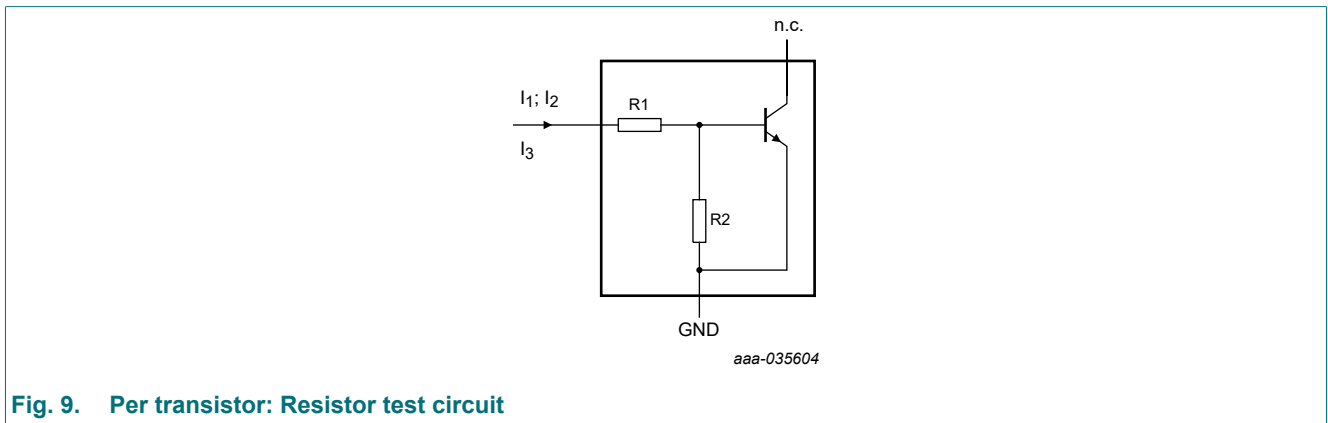 n.c.
I1; I2
R1
I3
R2
GND
aaa-035604
Fig. 9. Per transistor: Resistor test circuit